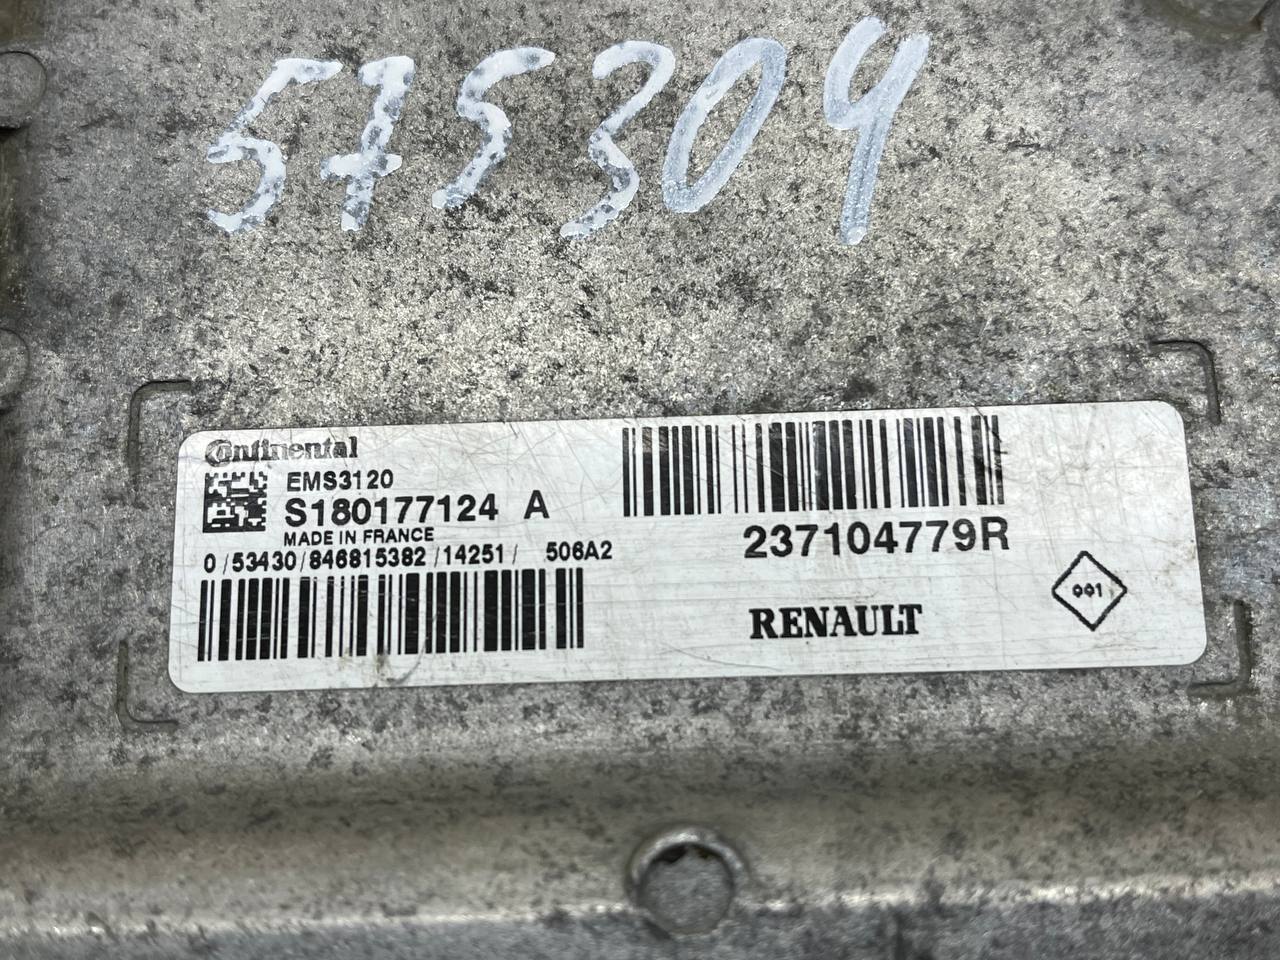 575304
Continental
EMS3120
S180177124 A
MADE IN FRANCE
0/53430/846815382/14251/ 506A2
237104779R
RENAULT
001